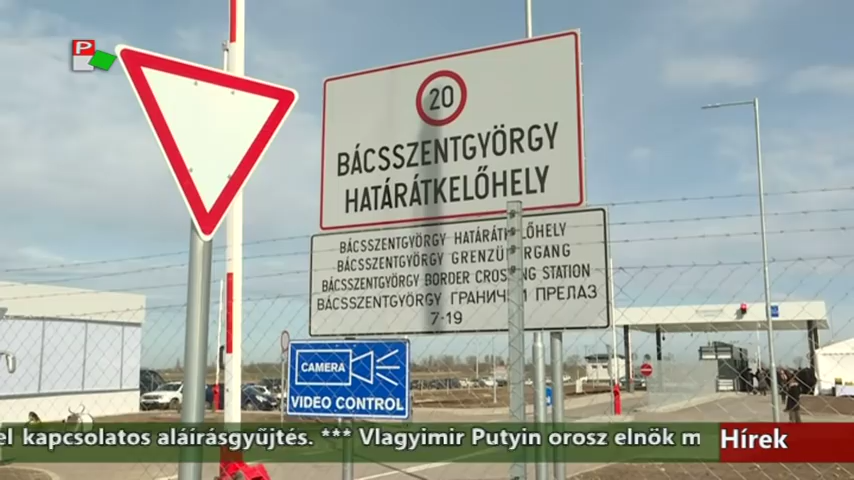 P
20
BÁCSSZENTGYÖRGY
HATÁRÁTKELŐHELY
BÁCSSZENTGYÖRGY HATÁRÁTKELŐHELY
BÁCSSZENTGYÖRGY GRENZÜBERGANG
BÁCSSZENTGYÖRGY BORDER CROSSING STATION
BÁCSSZENTGYÖRGY ГРАНИЧНИ ПРЕЛАЗ
7-19
CAMERA
VIDEO CONTROL
el kapcsolatos aláírásgyűjtés. *** Vlagyimir Putyin orosz elnök m
Hírek